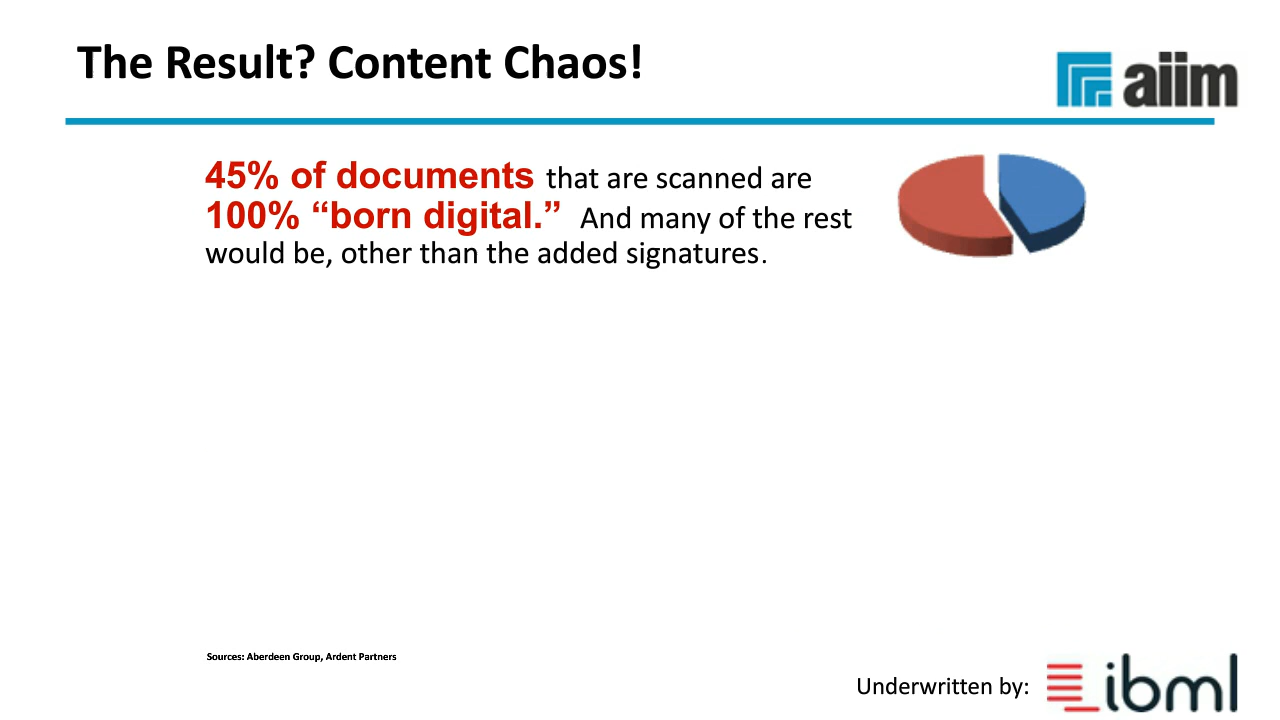 The Result? Content Chaos!
aiim
45% of documents that are scanned are
100% “born digital.” And many of the rest
would be, other than the added signatures.
Sources: Aberdeen Group, Ardent Partners
Underwritten by:
ibml